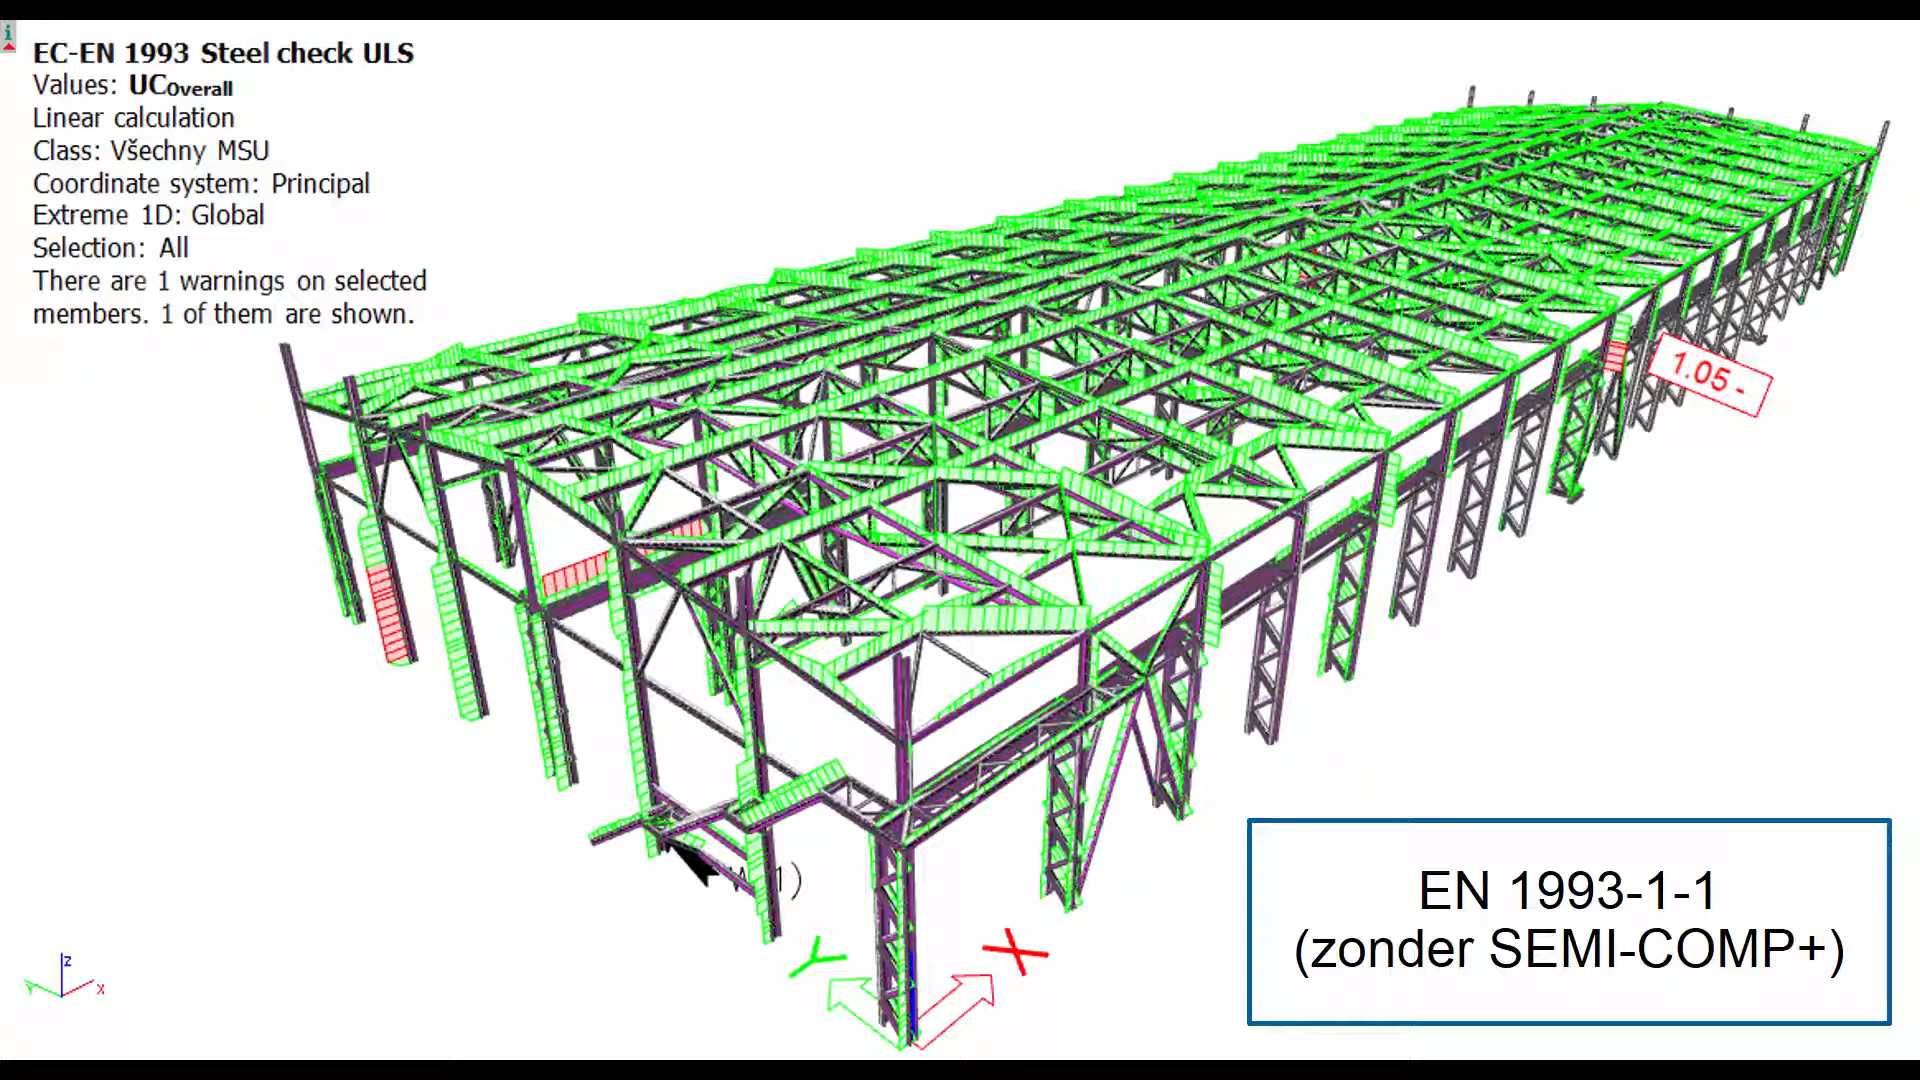 EC-EN 1993 Steel check ULS
Values: UCOverall
Linear calculation
Class: Všechny MSU
Coordinate system: Principal
Extreme 1D: Global
Selection: All
There are 1 warnings on selected
members. 1 of them are shown.
1.05 -
Y
X
z
Y
x
EN 1993-1-1
(zonder SEMI-COMP+)